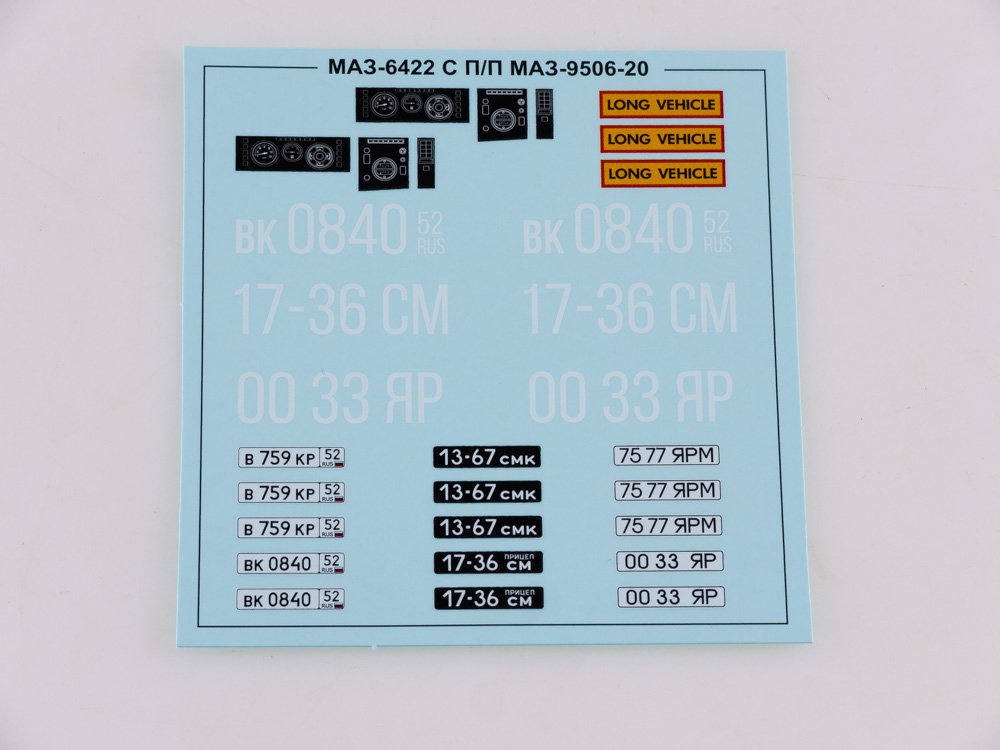 МАЗ-6422 С П/П МАЗ-9506-20
LONG VEHICLE
LONG VEHICLE
LONG VEHICLE
ВК 0840 52 RUS
ВК 0840 52 RUS
17-36 СМ
17-36 СМ
00 33 ЯР
00 33 ЯР
В 759 КР 52 RUS
13-67 СМК
75 77 ЯРМ
В 759 КР 52 RUS
13-67 СМК
75 77 ЯРМ
В 759 КР 52 RUS
13-67 СМК
75 77 ЯРМ
ВК 0840 52 RUS
17-36 ПРИЦЕП СМ
00 33 ЯР
ВК 0840 52 RUS
17-36 ПРИЦЕП СМ
00 33 ЯР